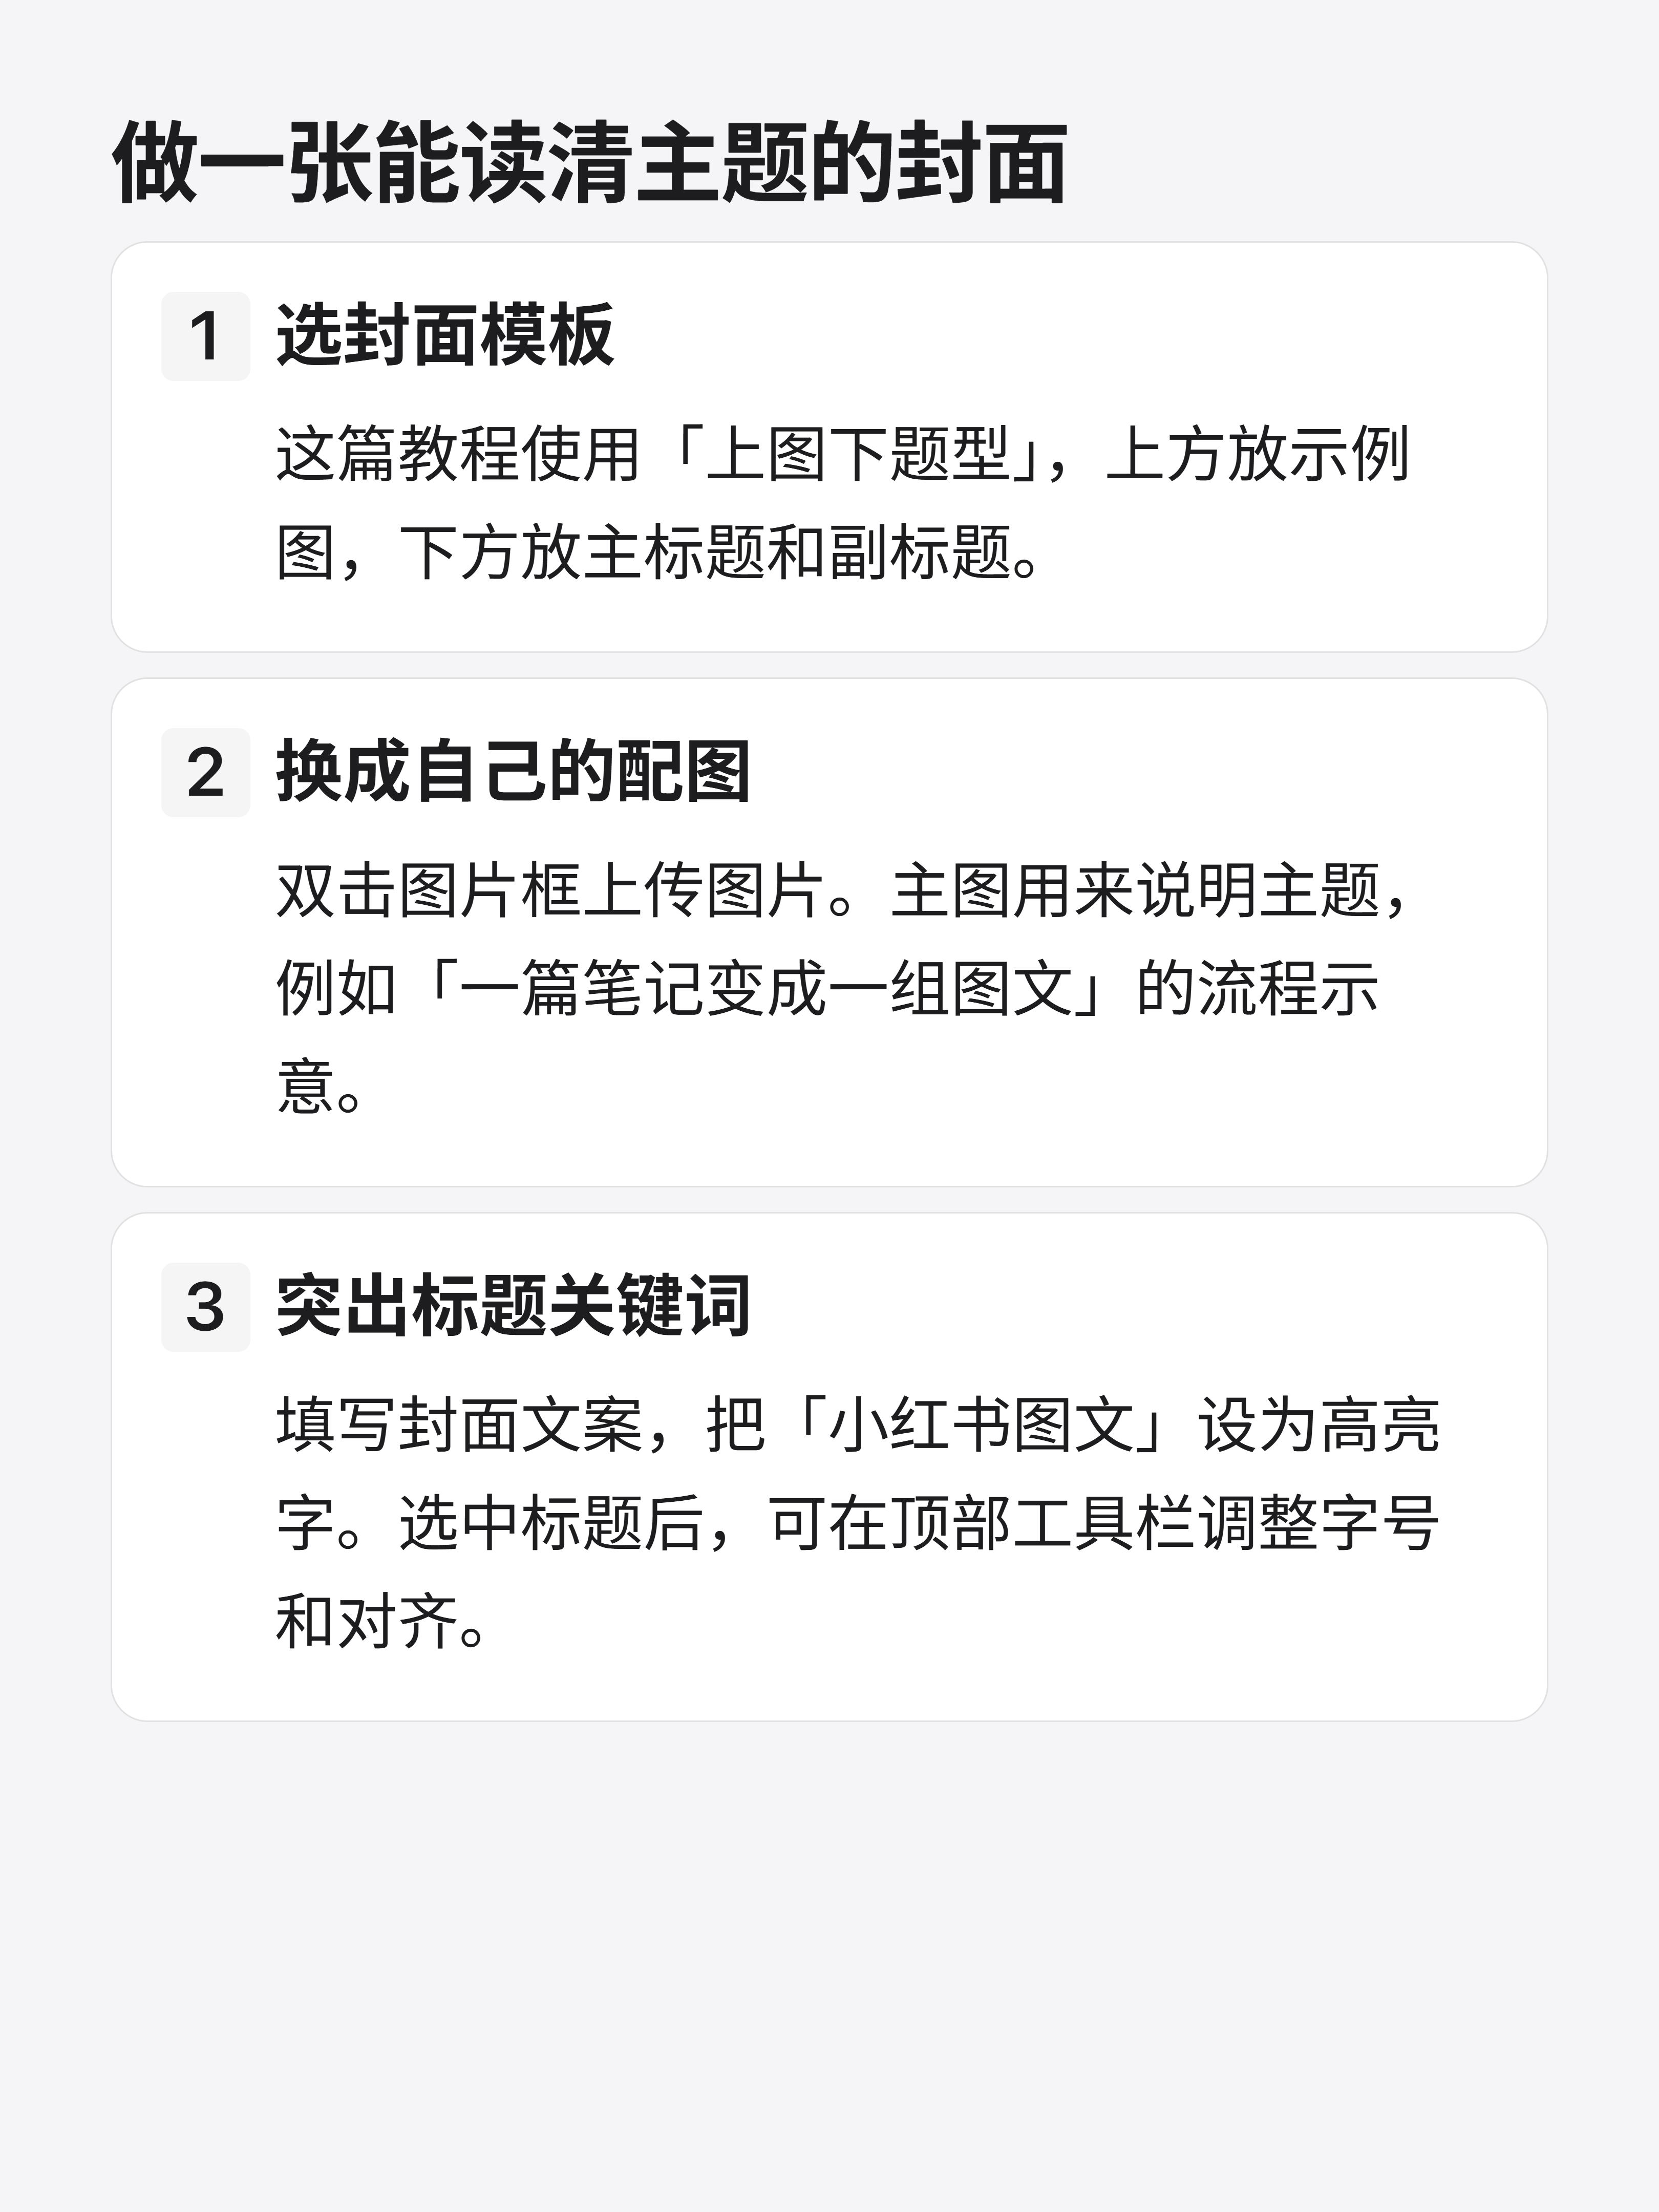 做一张能读清主题的封面
1 选封面模板
这篇教程使用「上图下题型」，上方放示例
图，下方放主标题和副标题。
2 换成自己的配图
双击图片框上传图片。主图用来说明主题，
例如「一篇笔记变成一组图文」的流程示
意。
3 突出标题关键词
填写封面文案，把「小红书图文」设为高亮
字。选中标题后，可在顶部工具栏调整字号
和对齐。